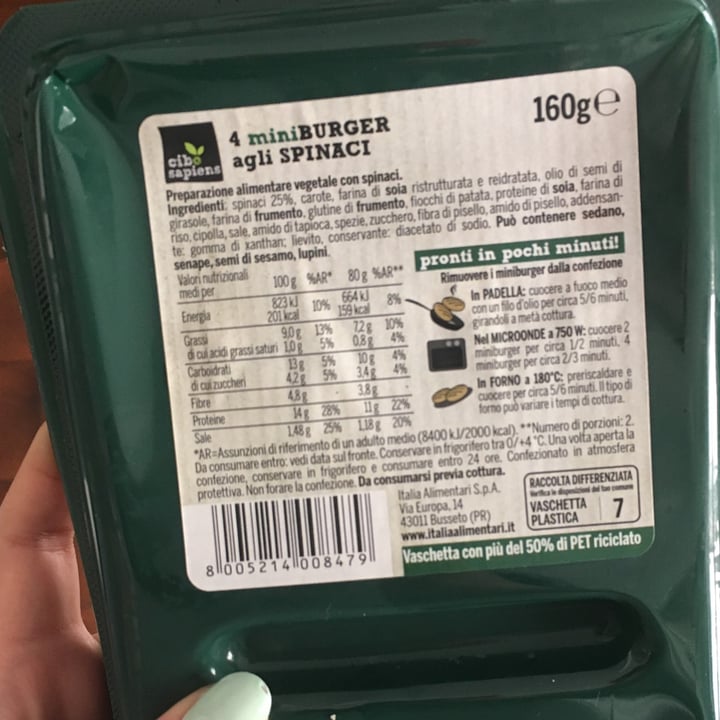 cibo
sapiens
4 miniBURGER
agli SPINACI
160g e
Preparazione alimentare vegetale con spinaci.
Ingredienti: spinaci 25%, carote, farina di soia ristrutturata e reidratata, olio di semi di
girasole, farina di frumento, glutine di frumento, fiocchi di patata, proteine di soia, farina di
riso, cipolla, sale, amido di tapioca, spezie, zucchero, fibra di pisello, amido di pisello, addensan-
te: gomma di xanthan; lievito, conservante: diacetato di sodio. Può contenere sedano,
senape, semi di sesamo, lupini.
Valori nutrizionali
medi per 100 g %AR* 80 g %AR**
Energia 823 kJ 10% 664 kJ 8%
201 kcal 159 kcal
Grassi 9,0 g 13% 7,2 g 10%
di cui acidi grassi saturi 1,0 g 5% 0,8 g 4%
Carboidrati 13 g 5% 10 g 4%
di cui zuccheri 4,2 g 5% 3,4 g 4%
Fibre 4,8 g - 3,8 g -
Proteine 14 g 28% 11 g 22%
Sale 1,48 g 25% 1,18 g 20%
pronti in pochi minuti!
Rimuovere i miniburger dalla confezione
In PADELLA: cuocere a fuoco medio
con un filo d'olio per circa 5/6 minuti,
girandoli a metà cottura.
Nel MICROONDE a 750 W: cuocere 2
miniburger per circa 1/2 minuti, 4
miniburger per circa 2/3 minuti.
In FORNO a 180°C: preriscaldare e
cuocere per circa 5/6 minuti. Il tipo di
forno può variare i tempi di cottura.
*AR=Assunzioni di riferimento di un adulto medio (8400 kJ/2000 kcal). **Numero di porzioni: 2.
Da consumare entro: vedi data sul fronte. Conservare in frigorifero tra 0/+4 °C. Una volta aperta la
confezione, conservare in frigorifero e consumare entro 24 ore. Confezionato in atmosfera
protettiva. Non forare la confezione. Da consumarsi previa cottura.
Italia Alimentari S.p.A.
Via Europa, 14
43011 Busseto (PR)
www.italiaalimentari.it
RACCOLTA DIFFERENZIATA
Verifica le disposizioni del tuo comune
VASCHETTA
PLASTICA 7
Vaschetta con più del 50% di PET riciclato
8 005214 008479